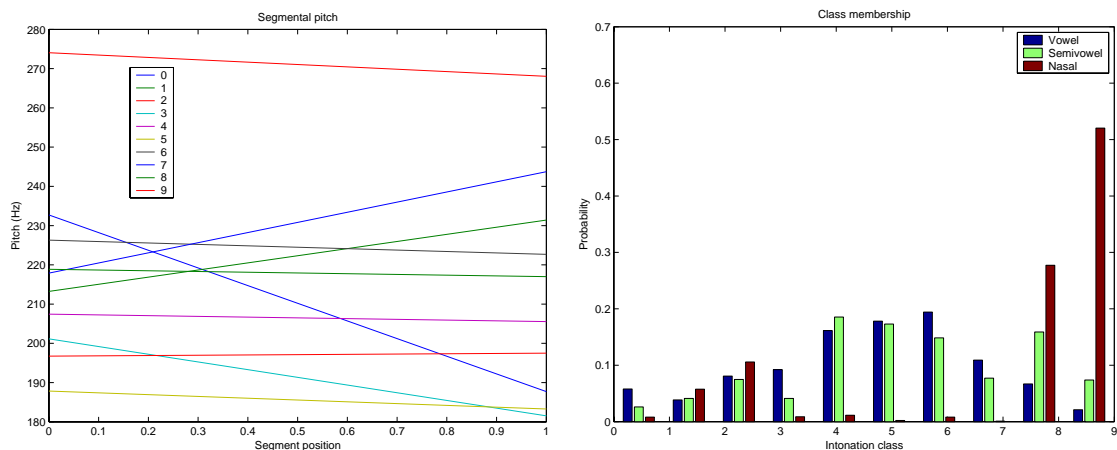 Segmental pitch
280
270
260
250
240
230
220
210
200
190
180
Pitch (Hz)
0
1
2
3
4
5
6
7
8
9
0 0.1 0.2 0.3 0.4 0.5 0.6 0.7 0.8 0.9 1
Segment position
Class membership
0.7
0.6
0.5
0.4
0.3
0.2
0.1
0
Probability
Vowel
Semivowel
Nasal
0 1 2 3 4 5 6 7 8 9
Intonation class